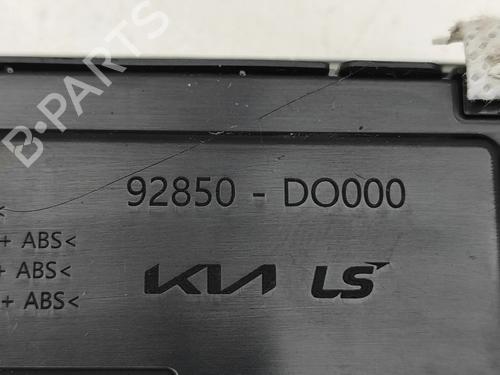 B-PARTS
92850 - DO000
<
+ ABS<
+ ABS<
+ ABS<
KIA LS